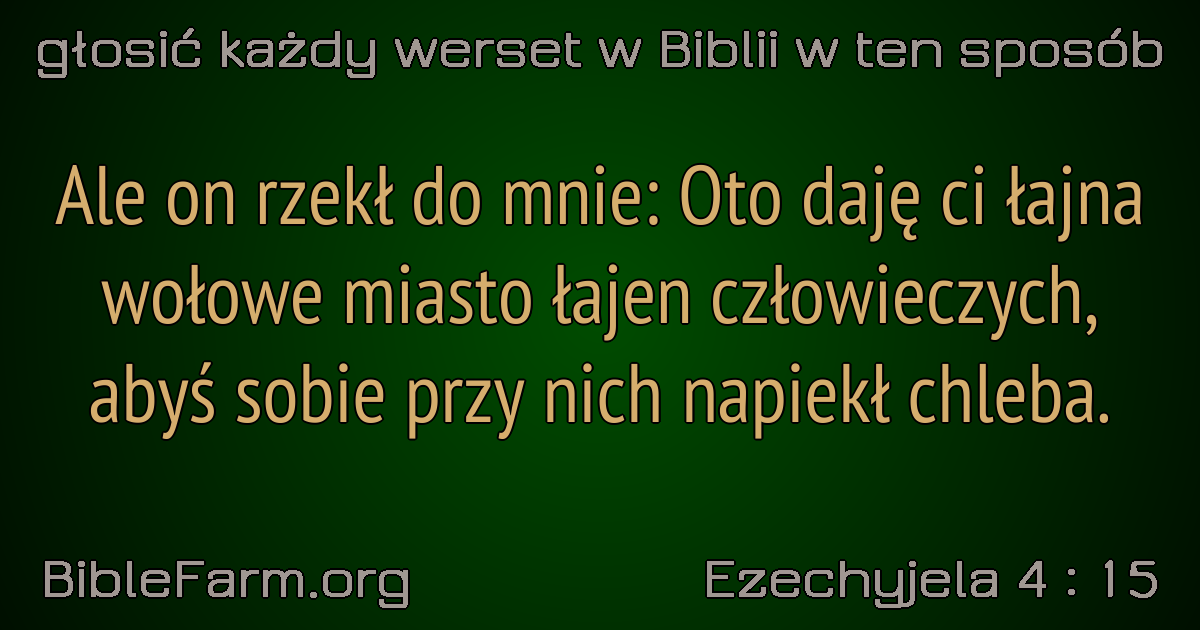 głosić każdy werset w Biblii w ten sposób
Ale on rzekł do mnie: Oto daję ci łajna
wołowe miasto łajen człowieczych,
abyś sobie przy nich napiekł chleba.
BibleFarm.org
Ezechyjela 4 : 15